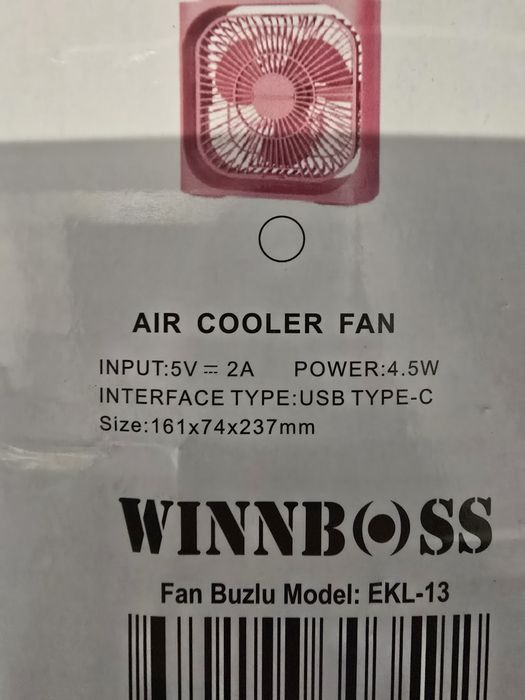 AIR COOLER FAN
INPUT:5V ⎓ 2A POWER:4.5W
INTERFACE TYPE:USB TYPE-C
Size:161x74x237mm
WINNBOSS
Fan Buzlu Model: EKL-13